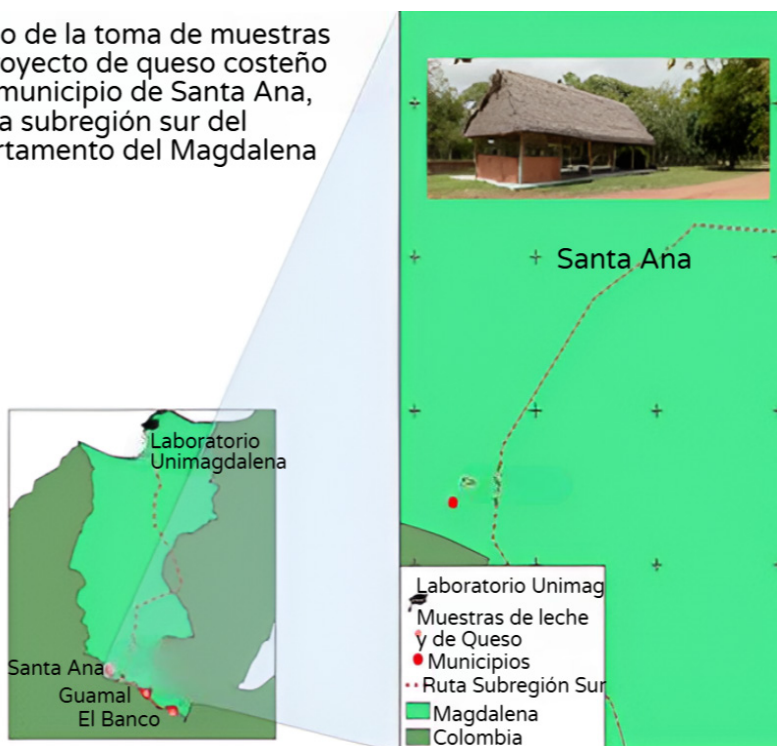 o de la toma de muestras
oyecto de queso costeño
municipio de Santa Ana,
a subregión sur del
rtamento del Magdalena
Santa Ana
Laboratorio
Unimagdalena
Santa Ana
Guamal
El Banco
Laboratorio Unimag
Muestras de leche
y de Queso
Municipios
Ruta Subregión Sur
Magdalena
Colombia